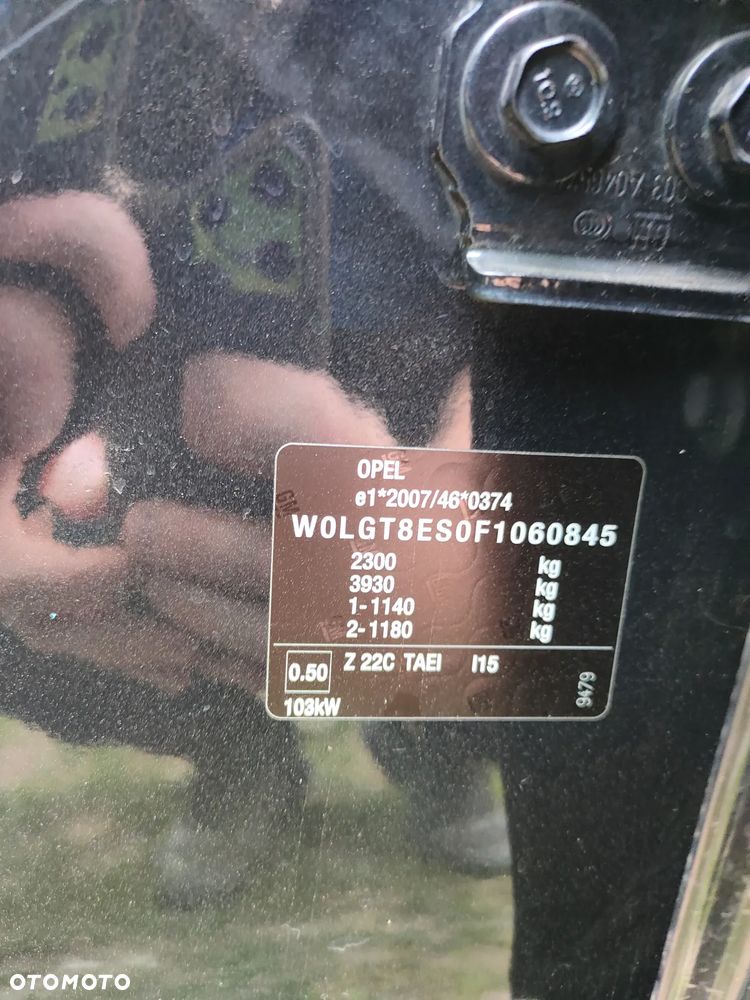 108
OPEL
e1*2007/46*0374
W0LGT8ES0F1060845
2300 kg
3930 kg
1-1140 kg
2-1180 kg
0.50 Z 22C TAEI I15
103kW
9479
OTOMOTO